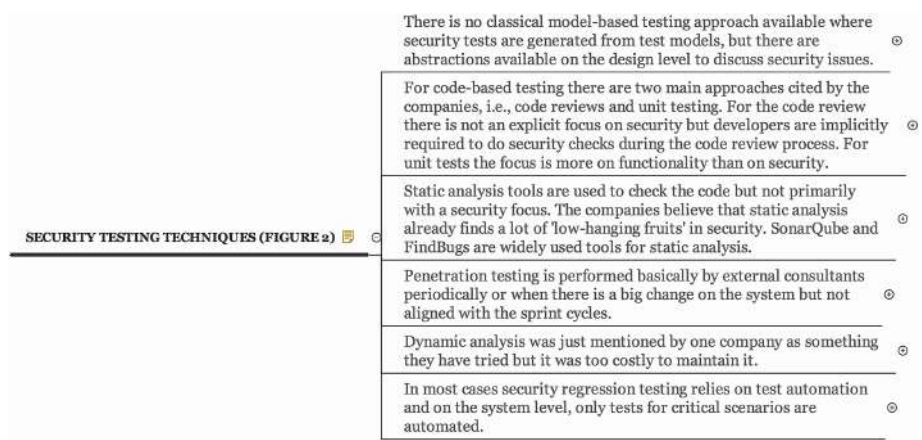 There is no classical model-based testing approach available where
security tests are generated from test models, but there are
abstractions available on the design level to discuss security issues.
For code-based testing there are two main approaches cited by the
companies, i.e., code reviews and unit testing. For the code review
there is not an explicit focus on security but developers are implicitly
required to do security checks during the code review process. For
unit tests the focus is more on functionality than on security.
Static analysis tools are used to check the code but not primarily
with a security focus. The companies believe that static analysis
already finds a lot of 'low-hanging fruits' in security. SonarQube and
FindBugs are widely used tools for static analysis.
SECURITY TESTING TECHNIQUES (FIGURE 2)
Penetration testing is performed basically by external consultants
periodically or when there is a big change on the system but not
aligned with the sprint cycles.
Dynamic analysis was just mentioned by one company as something
they have tried but it was too costly to maintain it.
In most cases security regression testing relies on test automation
and on the system level, only tests for critical scenarios are
automated.